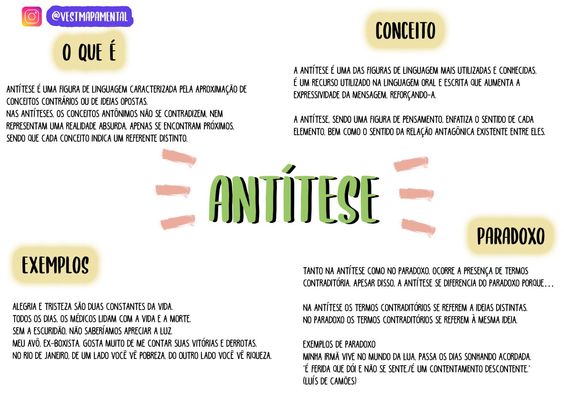 @VESTMAPAMENTAL
O QUE É
ANTÍTESE É UMA FIGURA DE LINGUAGEM CARACTERIZADA PELA APROXIMAÇÃO DE
CONCEITOS CONTRÁRIOS OU DE IDEIAS OPOSTAS.
NAS ANTÍTESES, OS CONCEITOS ANTÔNIMOS NÃO SE CONTRADIZEM, NEM
REPRESENTAM UMA REALIDADE ABSURDA, APENAS SE ENCONTRAM PRÓXIMOS,
SENDO QUE CADA CONCEITO INDICA UM REFERENTE DISTINTO.
CONCEITO
A ANTÍTESE É UMA DAS FIGURAS DE LINGUAGEM MAIS UTILIZADAS E CONHECIDAS.
É UM RECURSO UTILIZADO NA LINGUAGEM ORAL E ESCRITA QUE AUMENTA A
EXPRESSIVIDADE DA MENSAGEM, REFORÇANDO-A.
A ANTÍTESE, SENDO UMA FIGURA DE PENSAMENTO, ENFATIZA O SENTIDO DE CADA
ELEMENTO, BEM COMO O SENTIDO DA RELAÇÃO ANTAGÔNICA EXISTENTE ENTRE ELES.
ANTÍTESE
EXEMPLOS
ALEGRIA E TRISTEZA SÃO DUAS CONSTANTES DA VIDA.
TODOS OS DIAS, OS MÉDICOS LIDAM COM A VIDA E A MORTE.
SEM A ESCURIDÃO, NÃO SABERÍAMOS APRECIAR A LUZ.
MEU AVÔ, EX-BOXISTA, GOSTA MUITO DE ME CONTAR SUAS VITÓRIAS E DERROTAS.
NO RIO DE JANEIRO, DE UM LADO VOCÊ VÊ POBREZA, DO OUTRO LADO VOCÊ VÊ RIQUEZA.
PARADOXO
TANTO NA ANTÍTESE COMO NO PARADOXO, OCORRE A PRESENÇA DE TERMOS
CONTRADITÓRIA. APESAR DISSO, A ANTÍTESE SE DIFERENCIA DO PARADOXO PORQUE...
NA ANTÍTESE OS TERMOS CONTRADITÓRIOS SE REFEREM A IDEIAS DISTINTAS.
NO PARADOXO OS TERMOS CONTRADITÓRIOS SE REFEREM À MESMA IDEIA.
EXEMPLOS DE PARADOXO
MINHA IRMÃ VIVE NO MUNDO DA LUA, PASSA OS DIAS SONHANDO ACORDADA.
"É FERIDA QUE DÓI E NÃO SE SENTE./É UM CONTENTAMENTO DESCONTENTE."
(LUÍS DE CAMÕES)